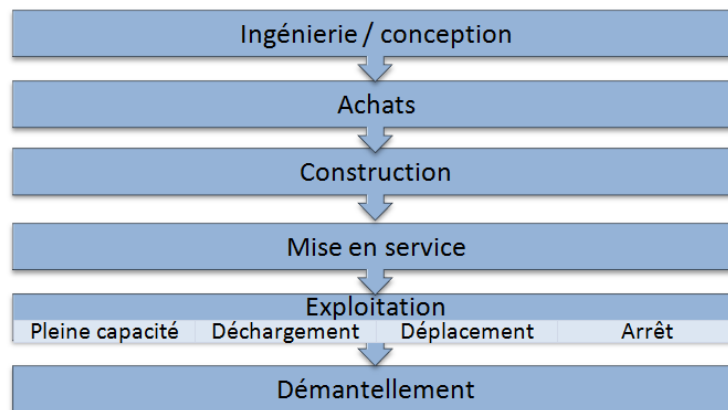 Ingénierie / conception
Achats
Construction
Mise en service
Exploitation
Pleine capacité Déchargement Déplacement Arrêt
Démantellement